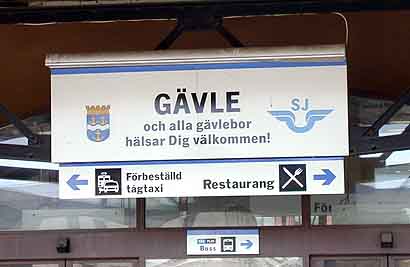 GÄVLE
SJ
och alla gävlebor
hälsar Dig välkommen!
Förbeställd
tågtaxi
Restaurang
Buss